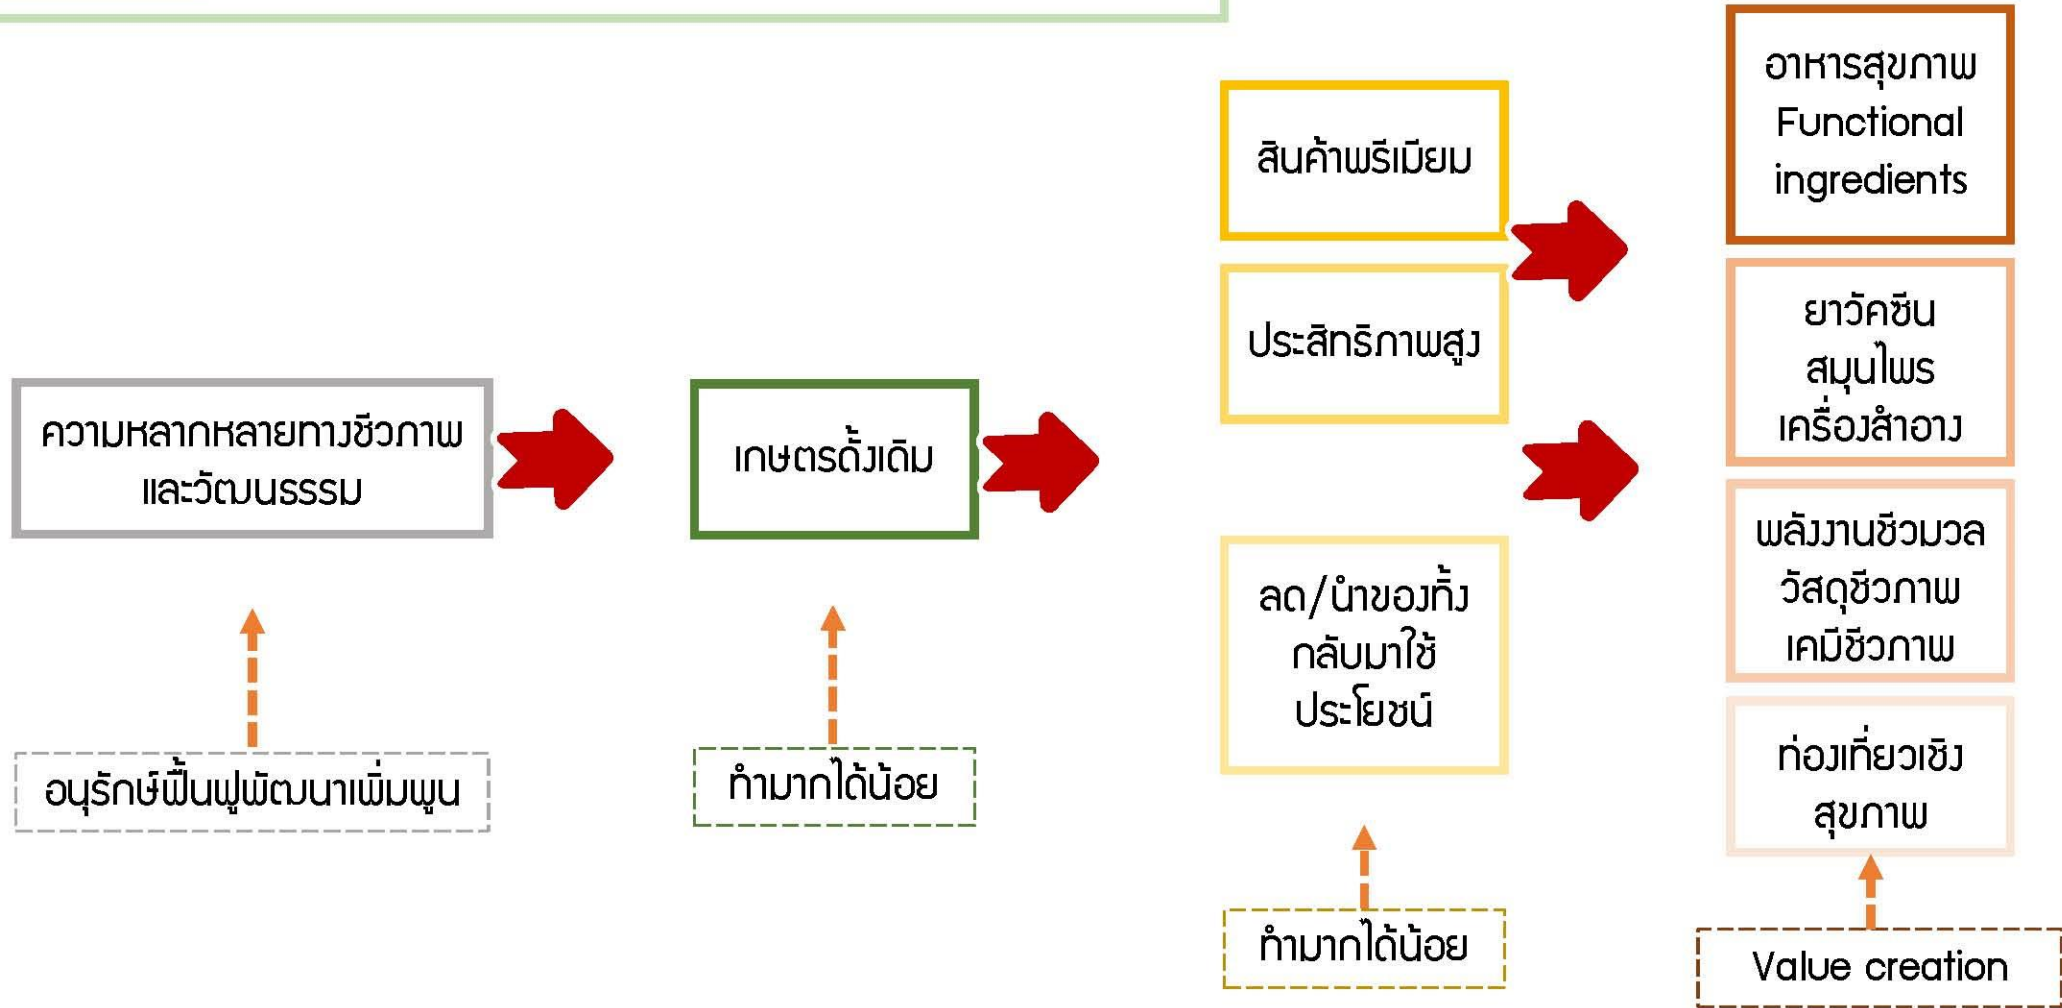 ความหลากหลายทางชีวภาพ
และวัฒนธรรม
อนุรักษ์ฟื้นฟูพัฒนาเพิ่มพูน
เกษตรดั้งเดิม
ทำมากได้น้อย
สินค้าพรีเมียม
ประสิทธิภาพสูง
ลด/นำของทิ้ง
กลับมาใช้
ประโยชน์
ทำมากได้น้อย
อาหารสุขภาพ
Functional
ingredients
ยาวัคซีน
สมุนไพร
เครื่องสำอาง
พลังงานชีวมวล
วัสดุชีวภาพ
เคมีชีวภาพ
ท่องเที่ยวเชิง
สุขภาพ
Value creation